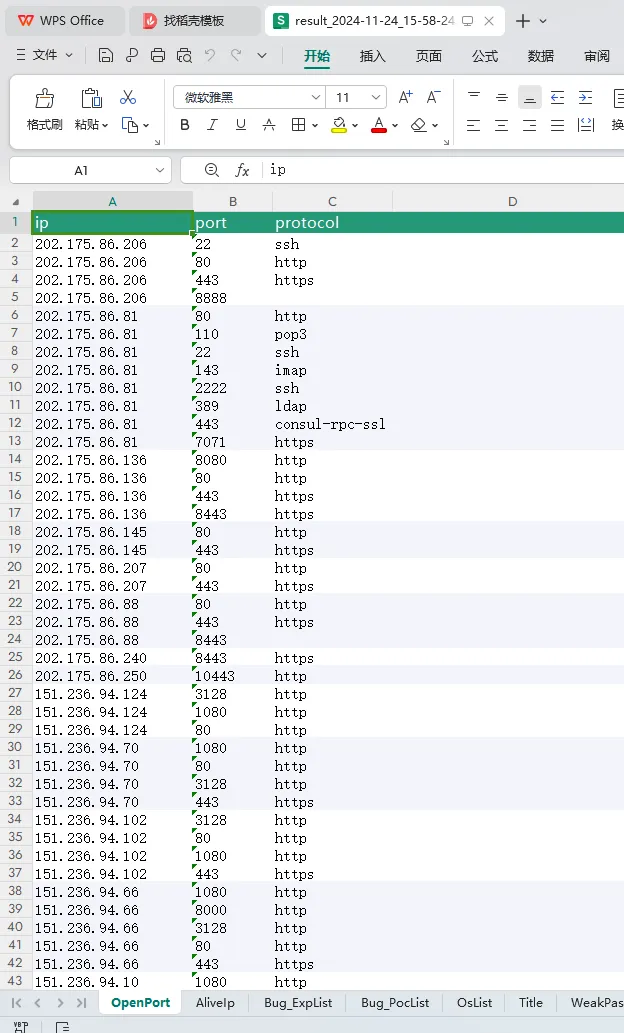 WPS Office 找稻壳模板 result_2024-11-24_15-58-24
文件 开始 插入 页面 公式 数据 审阅
格式刷 粘贴 微软雅黑 11 A+ A-
B I U A A 换
A1 fx ip
A B C D
1 ip port protocol
2 202.175.86.206 22 ssh
3 202.175.86.206 80 http
4 202.175.86.206 443 https
5 202.175.86.206 8888
6 202.175.86.81 80 http
7 202.175.86.81 110 pop3
8 202.175.86.81 22 ssh
9 202.175.86.81 143 imap
10 202.175.86.81 2222 ssh
11 202.175.86.81 389 ldap
12 202.175.86.81 443 consul-rpc-ssl
13 202.175.86.81 7071 https
14 202.175.86.136 8080 http
15 202.175.86.136 80 http
16 202.175.86.136 443 https
17 202.175.86.136 8443 https
18 202.175.86.145 80 http
19 202.175.86.145 443 https
20 202.175.86.207 80 http
21 202.175.86.207 443 https
22 202.175.86.88 80 http
23 202.175.86.88 443 https
24 202.175.86.88 8443
25 202.175.86.240 8443 https
26 202.175.86.250 10443 http
27 151.236.94.124 3128 http
28 151.236.94.124 1080 http
29 151.236.94.124 80 http
30 151.236.94.70 1080 http
31 151.236.94.70 80 http
32 151.236.94.70 3128 http
33 151.236.94.70 443 https
34 151.236.94.102 3128 http
35 151.236.94.102 80 http
36 151.236.94.102 1080 http
37 151.236.94.102 443 https
38 151.236.94.66 1080 http
39 151.236.94.66 8000 http
40 151.236.94.66 3128 http
41 151.236.94.66 80 http
42 151.236.94.66 443 https
43 151.236.94.10 1080 http
OpenPort AliveIp Bug_ExpList Bug_PocList OsList Title WeakPas